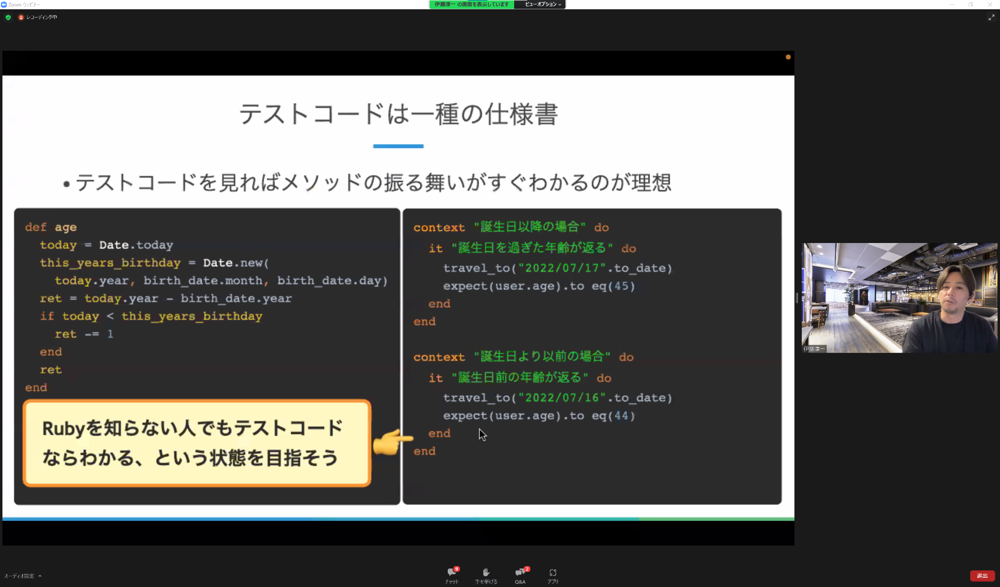 Zoom ウェビナー
伊藤淳一 の画面を表示しています
ビューオプション
レコーディング中
テストコードは一種の仕様書
• テストコードを見ればメソッドの振る舞いがすぐわかるのが理想
def age
today = Date.today
this_years_birthday = Date.new(
today.year, birth_date.month, birth_date.day)
ret = today.year - birth_date.year
if today < this_years_birthday
ret -= 1
end
ret
end
Rubyを知らない人でもテストコード
ならわかる、という状態を目指そう
context "誕生日以降の場合" do
it "誕生日を過ぎた年齢が返る" do
travel_to("2022/07/17".to_date)
expect(user.age).to eq(45)
end
end
context "誕生日より以前の場合" do
it "誕生日前の年齢が返る" do
travel_to("2022/07/16".to_date)
expect(user.age).to eq(44)
end
end
伊藤淳一
オーディオ設定
9
チャット
手を挙げる
2
Q&A
アプリ
退出